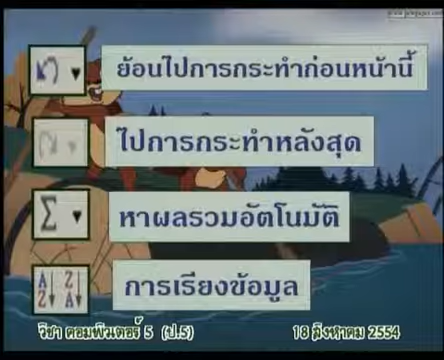 ย้อนไปการกระทำก่อนหน้านี้
ไปการกระทำหลังสุด
Σ หาผลรวมอัตโนมัติ
A Z Z A การเรียงข้อมูล
วิชา คอมพิวเตอร์ 5 (ป.5) 18 สิงหาคม 2554